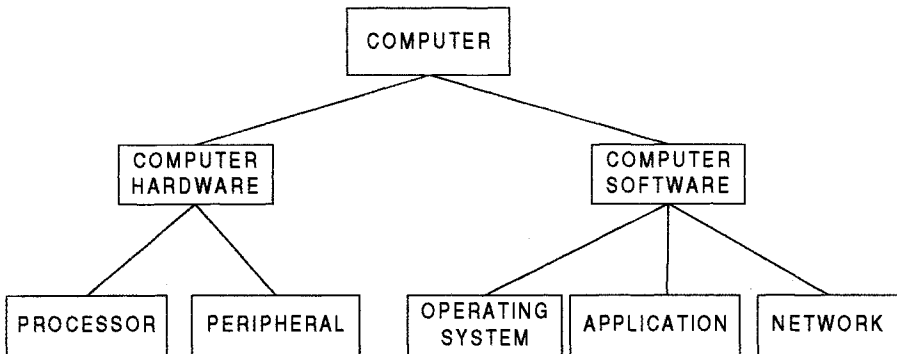 COMPUTER
COMPUTER
HARDWARE
COMPUTER
SOFTWARE
PROCESSOR
PERIPHERAL
OPERATING
SYSTEM
APPLICATION
NETWORK